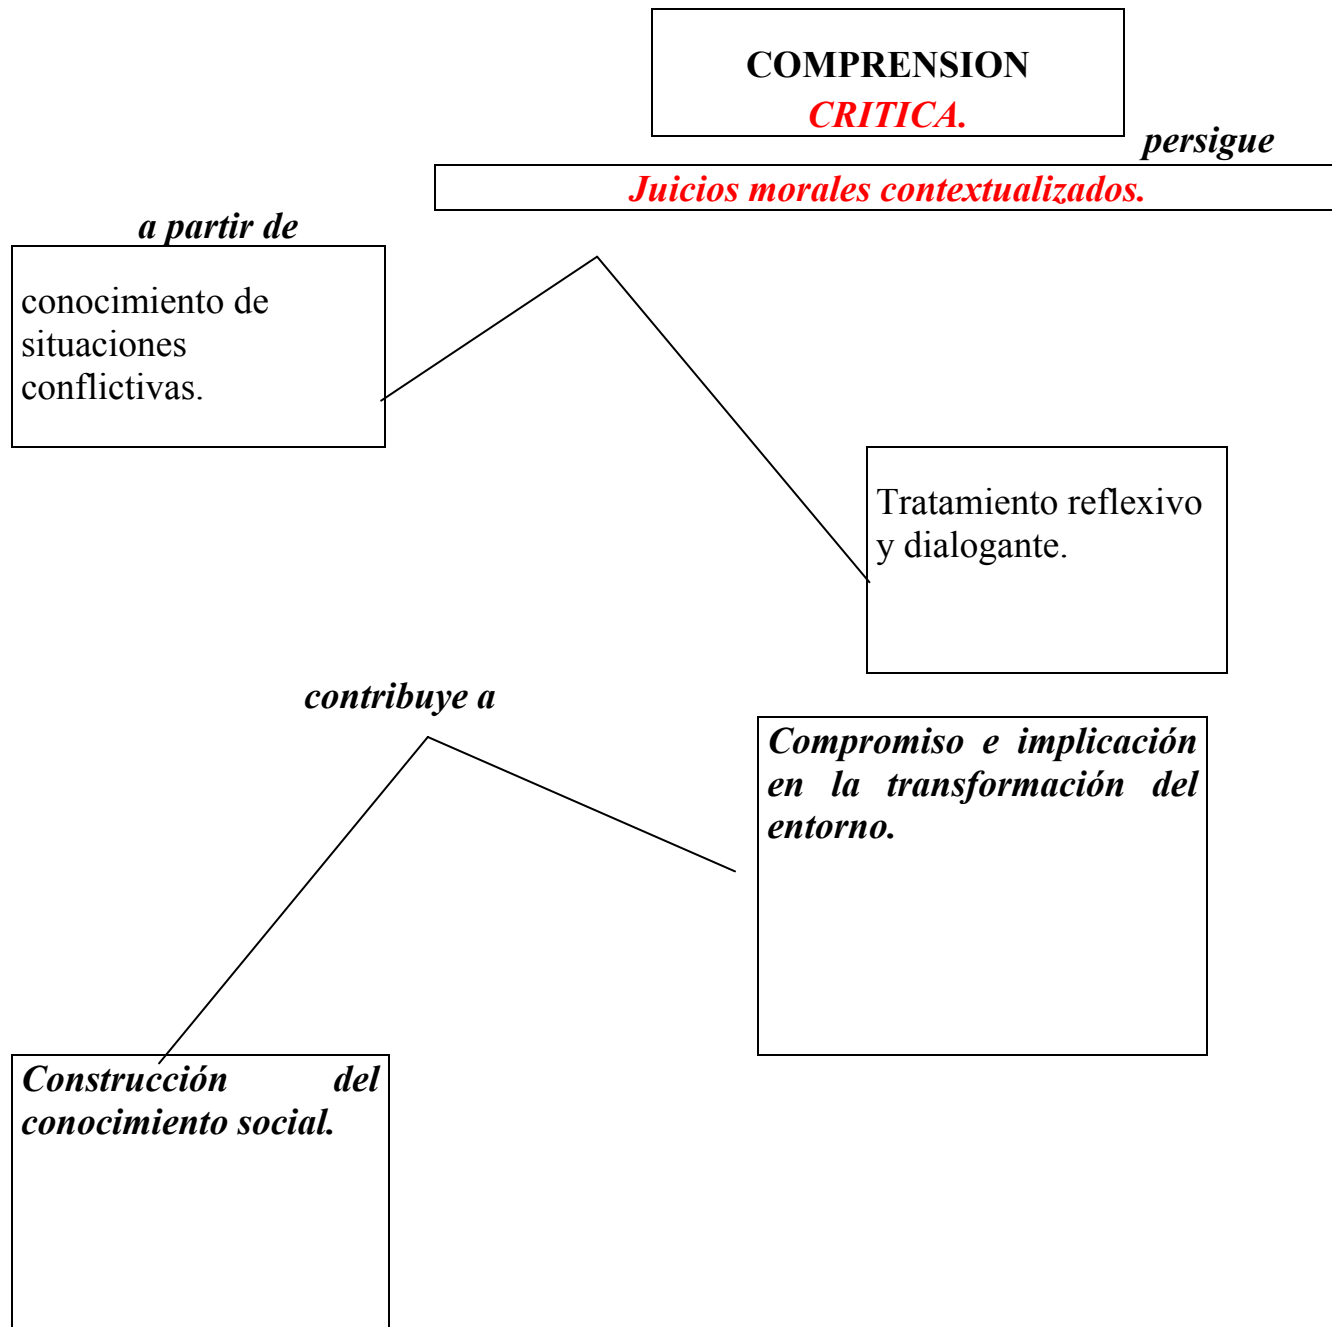 COMPRENSION
CRITICA.
persigue
Juicios morales contextualizados.
a partir de
conocimiento de
situaciones
conflictivas.
Tratamiento reflexivo
y dialogante.
contribuye a
Compromiso e implicación
en la transformación del
entorno.
Construcción del
conocimiento social.